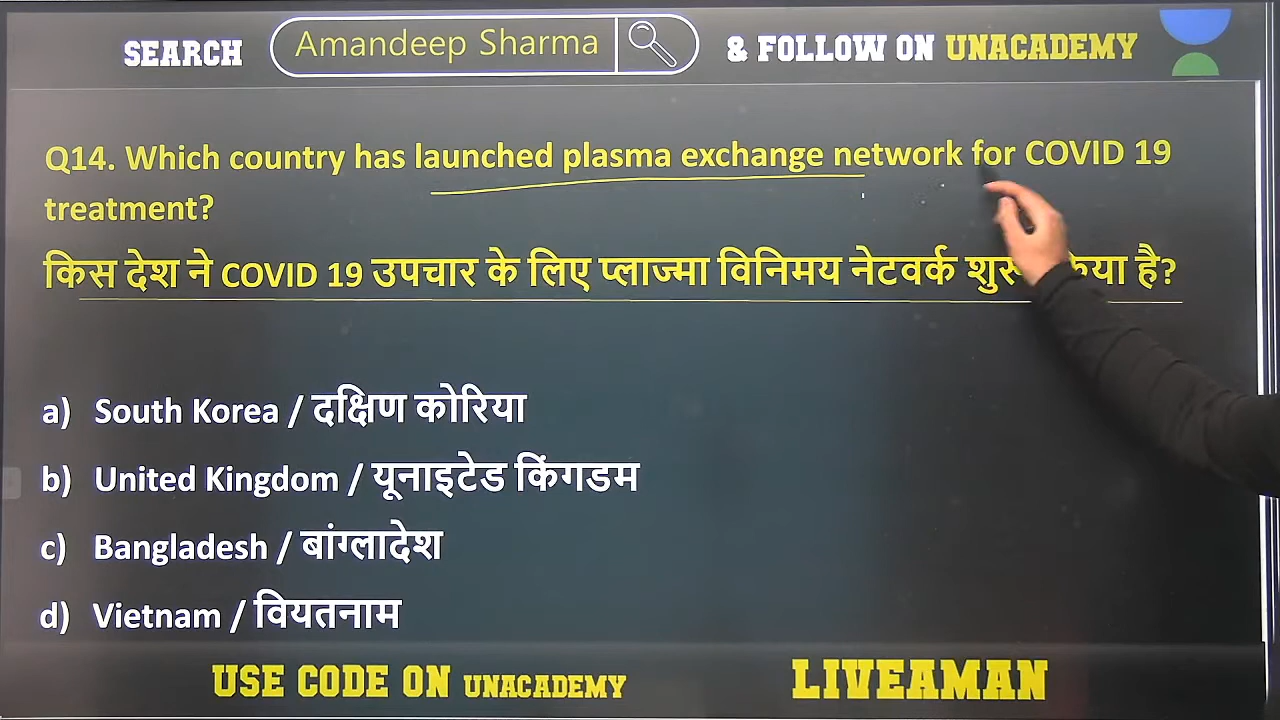 SEARCH Amandeep Sharma & FOLLOW ON UNACADEMY
Q14. Which country has launched plasma exchange network for COVID 19
treatment?
किस देश ने COVID 19 उपचार के लिए प्लाज्मा विनिमय नेटवर्क है?
a) South Korea / दक्षिण कोरिया
b) United Kingdom / यूनाइटेड किंगडम
c) Bangladesh / बांग्लादेश
d) Vietnam / वियतनाम
USE CODE ON UNACADEMY LIVEAMAN